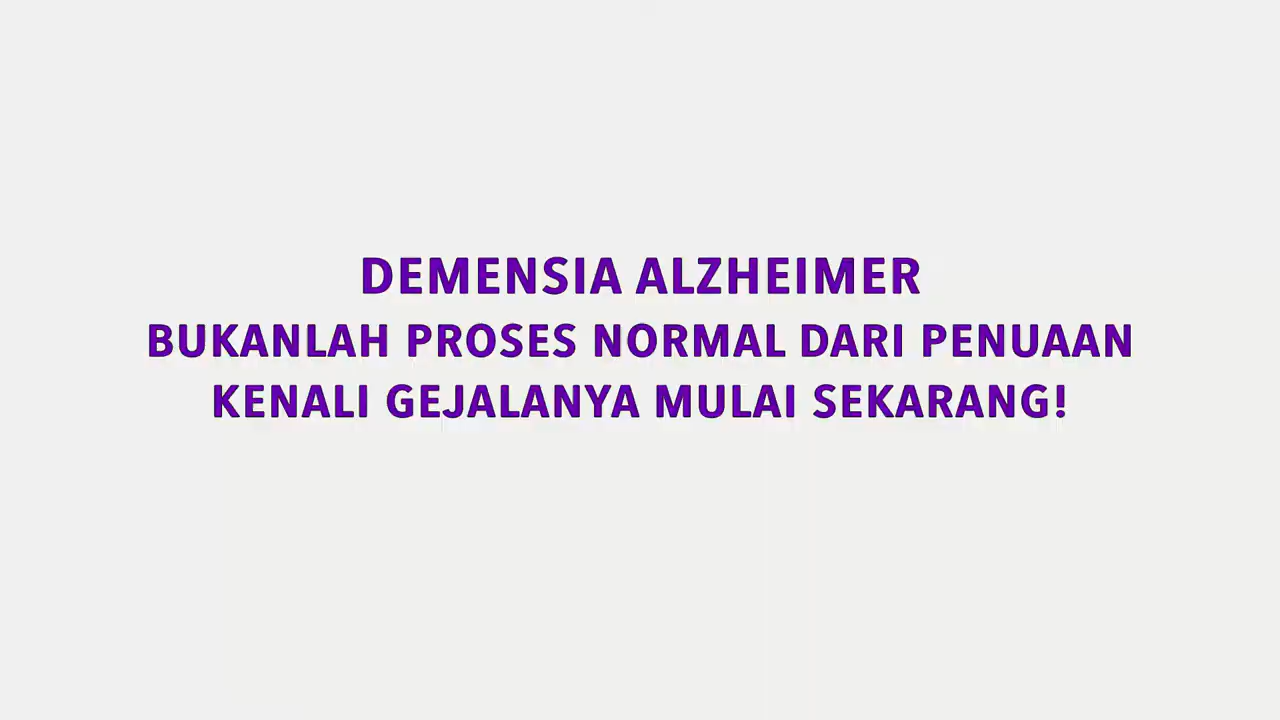 DEMENSIA ALZHEIMER
BUKANLAH PROSES NORMAL DARI PENUAAN
KENALI GEJALANYA MULAI SEKARANG!